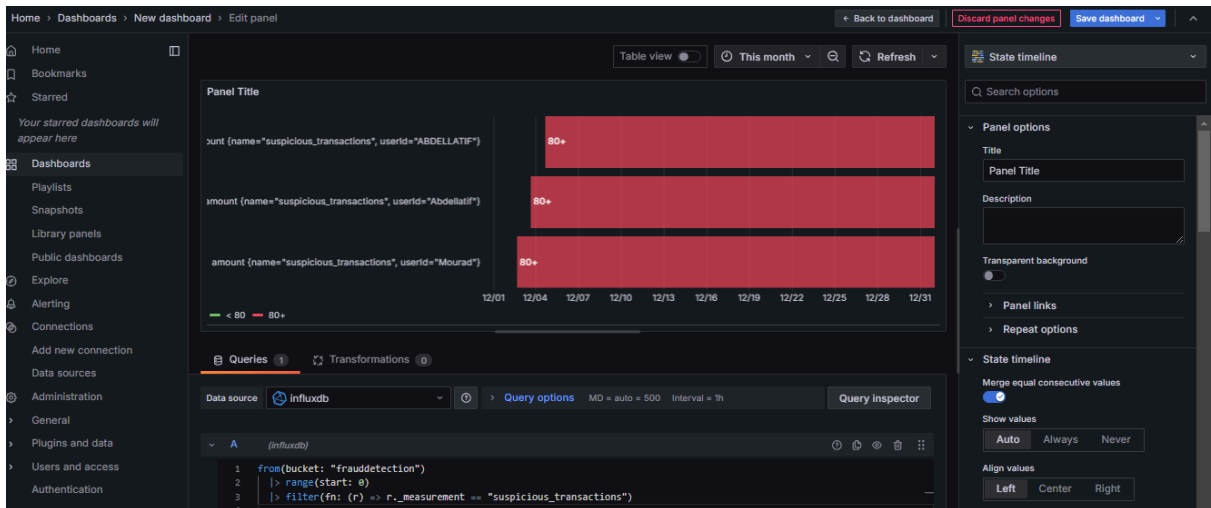 Home › Dashboards › New dashboard › Edit panel
← Back to dashboard
Discard panel changes
Save dashboard
Home
Bookmarks
Starred
Your starred dashboards will
appear here
Dashboards
Playlists
Snapshots
Library panels
Public dashboards
Explore
Alerting
Connections
Add new connection
Data sources
Administration
General
Plugins and data
Users and access
Authentication
Table view
This month
Refresh
Panel Title
ount {name="suspicious_transactions", userId="ABDELLATIF"}
80+
amount {name="suspicious_transactions", userId="Abdellatif"}
80+
amount {name="suspicious_transactions", userId="Mourad"}
80+
12/01 12/04 12/07 12/10 12/13 12/16 12/19 12/22 12/25 12/28 12/31
< 80 80+
Queries 1 Transformations 0
Data source influxdb
Query options MD = auto = 500 Interval = 1h
Query inspector
A (influxdb)
1 from(bucket: "frauddetection")
2 |> range(start: 0)
3 |> filter(fn: (r) => r._measurement == "suspicious_transactions")
State timeline
Search options
Panel options
Title
Panel Title
Description
Transparent background
Panel links
Repeat options
State timeline
Merge equal consecutive values
Show values
Auto Always Never
Align values
Left Center Right